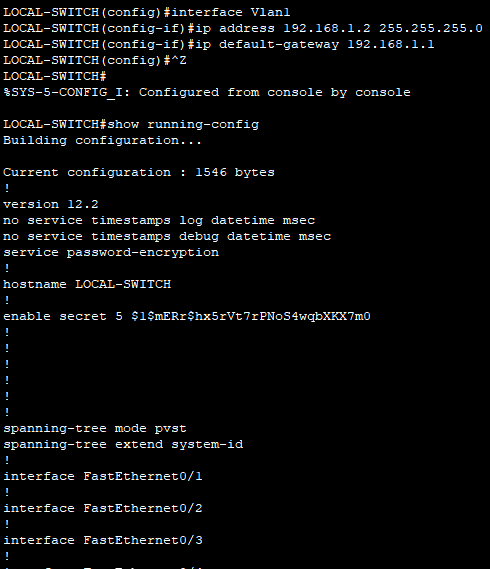 LOCAL-SWITCH(config)#interface Vlan1
LOCAL-SWITCH(config-if)#ip address 192.168.1.2 255.255.255.0
LOCAL-SWITCH(config-if)#ip default-gateway 192.168.1.1
LOCAL-SWITCH(config)#^Z
LOCAL-SWITCH#
%SYS-5-CONFIG_I: Configured from console by console
LOCAL-SWITCH#show running-config
Building configuration...
Current configuration : 1546 bytes
!
version 12.2
no service timestamps log datetime msec
no service timestamps debug datetime msec
service password-encryption
!
hostname LOCAL-SWITCH
!
enable secret 5 $1$mERr$hx5rVt7rPNoS4wqbXKX7m0
!
!
!
!
!
!
spanning-tree mode pvst
spanning-tree extend system-id
!
interface FastEthernet0/1
!
interface FastEthernet0/2
!
interface FastEthernet0/3
!